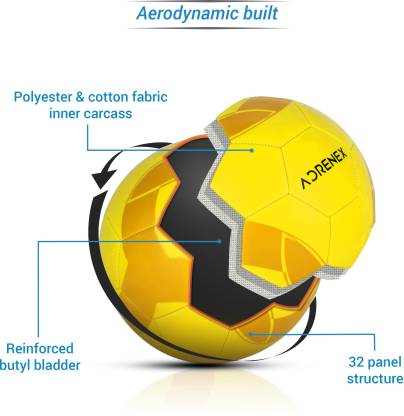 Aerodynamic built
Polyester & cotton fabric
inner carcass
ADRENEX
Reinforced
butyl bladder
32 panel
structure